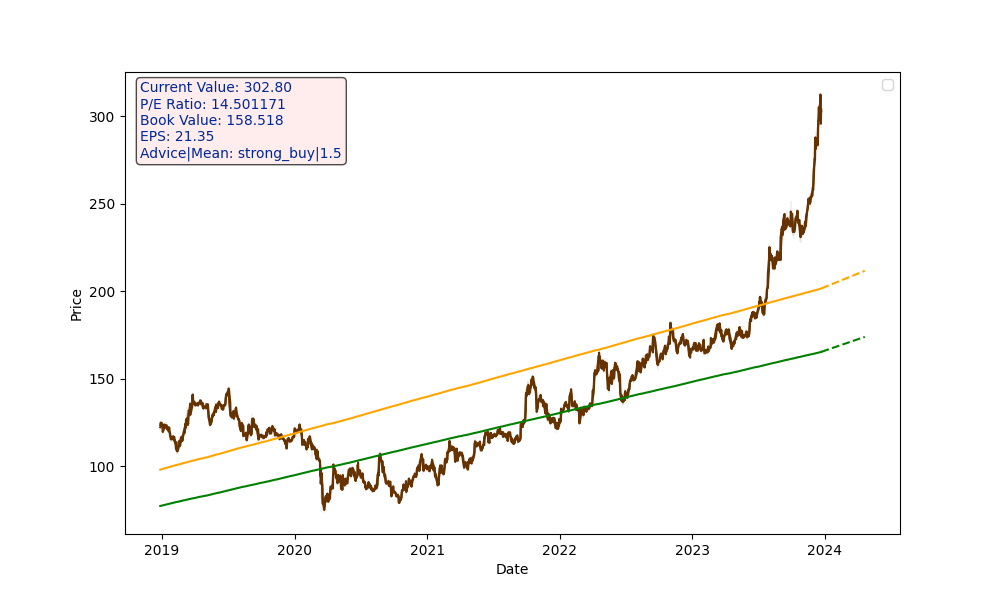 Current Value: 302.80
P/E Ratio: 14.501171
Book Value: 158.518
EPS: 21.35
Advice|Mean: strong_buy|1.5
300
250
200
150
100
Price
2019 2020 2021 2022 2023 2024
Date